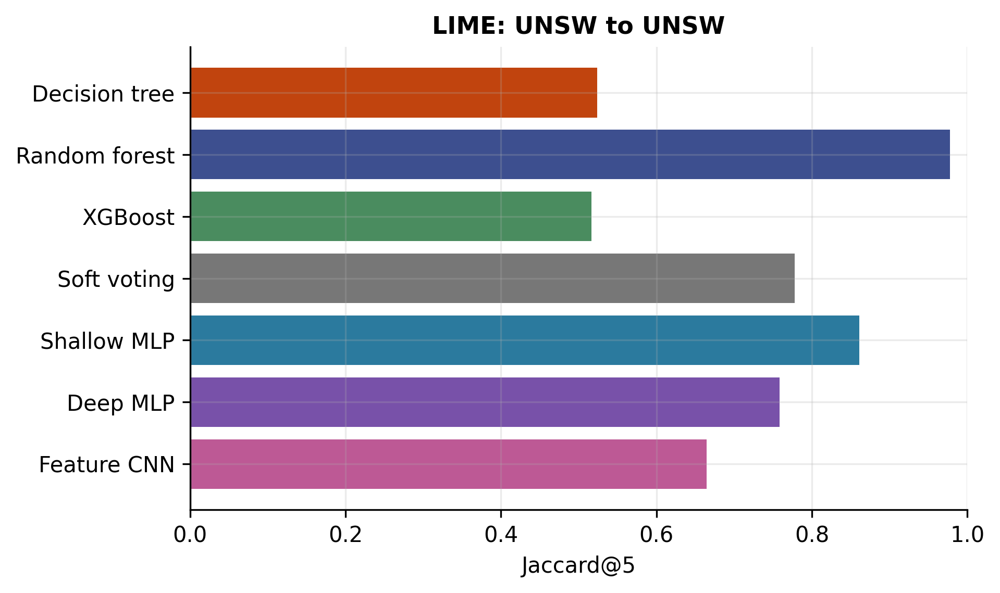 LIME: UNSW to UNSW
Decision tree
Random forest
XGBoost
Soft voting
Shallow MLP
Deep MLP
Feature CNN
0.0 0.2 0.4 0.6 0.8 1.0
Jaccard@5